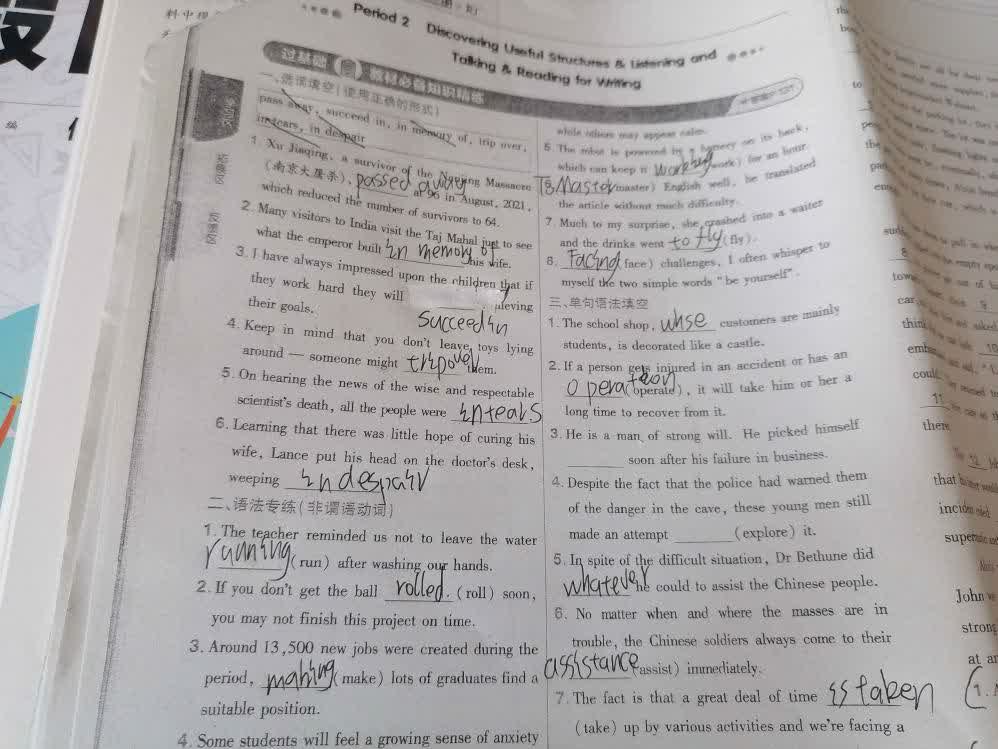 Period 2 Discovering Useful Structures & Listening and
Talking & Reading for Writing
过基础 教材必备知识精练
一、选词填空(使用正确的形式)
pass away, succeed in, in memory of, trip over,
in tears, in despair
1. Xu Jiaqing, a survivor of the Nanjing Massacre
(南京大屠杀), passed away at 96 in August, 2021,
which reduced the number of survivors to 64.
2. Many visitors to India visit the Taj Mahal just to see
what the emperor built in memory of his wife.
3. I have always impressed upon the children that if
they work hard they will ieving
their goals. succeed in
4. Keep in mind that you don't leave toys lying
around — someone might trip over them.
5. On hearing the news of the wise and respectable
scientist's death, all the people were in tears
6. Learning that there was little hope of curing his
wife, Lance put his head on the doctor's desk,
weeping in despair
二、语法专练(非谓语动词)
1. The teacher reminded us not to leave the water
running (run) after washing our hands.
2. If you don't get the ball rolled. (roll) soon,
you may not finish this project on time.
3. Around 13,500 new jobs were created during the
period, making (make) lots of graduates find a
suitable position.
4. Some students will feel a growing sense of anxiety
while others may appear calm.
5. The robot is powered by a battery on its back,
which can keep it working (work) for an hour.
To Master (master) English well, he translated
the article without much difficulty.
7. Much to my surprise, she crashed into a waiter
and the drinks went to fly (fly).
8. Facing (face) challenges, I often whisper to
myself the two simple words "be yourself".
三、单句语法填空
1. The school shop, whse customers are mainly
students, is decorated like a castle.
2. If a person gets injured in an accident or has an
operation (operate), it will take him or her a
long time to recover from it.
3. He is a man of strong will. He picked himself
soon after his failure in business.
4. Despite the fact that the police had warned them
of the danger in the cave, these young men still
made an attempt (explore) it.
5. In spite of the difficult situation, Dr Bethune did
whatever he could to assist the Chinese people.
6. No matter when and where the masses are in
trouble, the Chinese soldiers always come to their
assistance (assist) immediately.
7. The fact is that a great deal of time is taken
(take) up by various activities and we're facing a